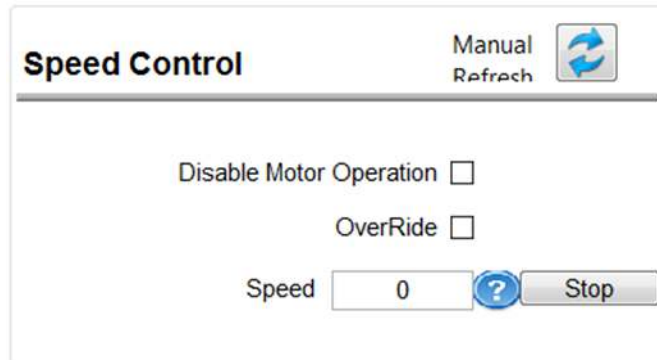 Speed Control
Manual
Refresh
Disable Motor Operation
OverRide
Speed 0 ? Stop